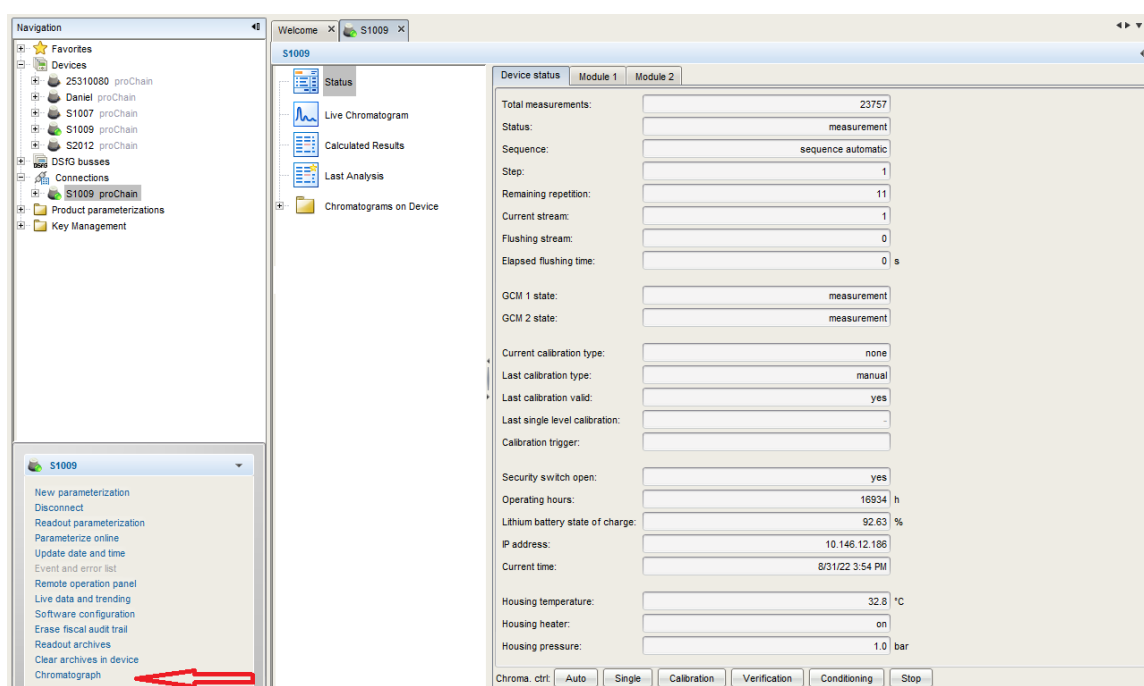 Navigation
Favorites
Devices
25310080 proChain
Daniel proChain
S1007 proChain
S1009 proChain
S2012 proChain
DSfG DSfG busses
Connections
S1009 proChain
Product parameterizations
Key Management
S1009
New parameterization
Disconnect
Readout parameterization
Parameterize online
Update date and time
Event and error list
Remote operation panel
Live data and trending
Software configuration
Erase fiscal audit trail
Readout archives
Clear archives in device
Chromatograph
Welcome X S1009 X
S1009
Status
Live Chromatogram
Calculated Results
Last Analysis
Chromatograms on Device
Device status Module 1 Module 2
Total measurements: 23757
Status: measurement
Sequence: sequence automatic
Step: 1
Remaining repetition: 11
Current stream: 1
Flushing stream: 0
Elapsed flushing time: 0 s
GCM 1 state: measurement
GCM 2 state: measurement
Current calibration type: none
Last calibration type: manual
Last calibration valid: yes
Last single level calibration: -
Calibration trigger:
Security switch open: yes
Operating hours: 16934 h
Lithium battery state of charge: 92.63 %
IP address: 10.146.12.186
Current time: 8/31/22 3:54 PM
Housing temperature: 32.8 °C
Housing heater: on
Housing pressure: 1.0 bar
Chroma. ctrl: Auto Single Calibration Verification Conditioning Stop